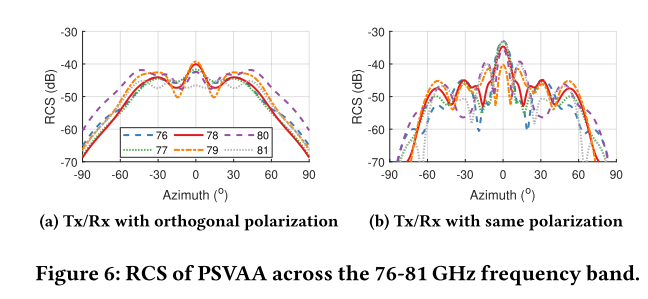 -30
-40
-50
-60
-70
RCS (dB)
76 78 80
77 79 81
-90 -60 -30 0 30 60 90
Azimuth (°)
(a) Tx/Rx with orthogonal polarization
-30
-40
-50
-60
-70
RCS (dB)
-90 -60 -30 0 30 60 90
Azimuth (°)
(b) Tx/Rx with same polarization
Figure 6: RCS of PSVAA across the 76-81 GHz frequency band.